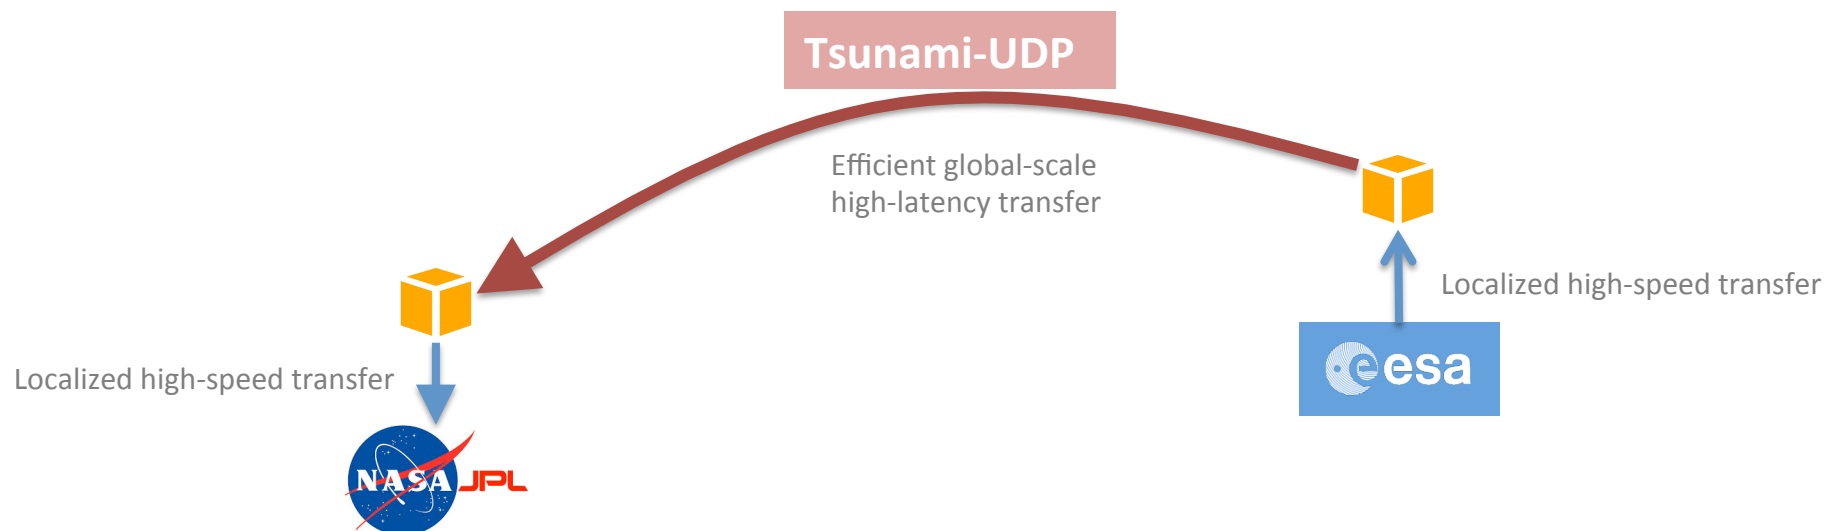 Tsunami-UDP
Efficient global-scale
high-latency transfer
Localized high-speed transfer
esa
Localized high-speed transfer
NASA JPL